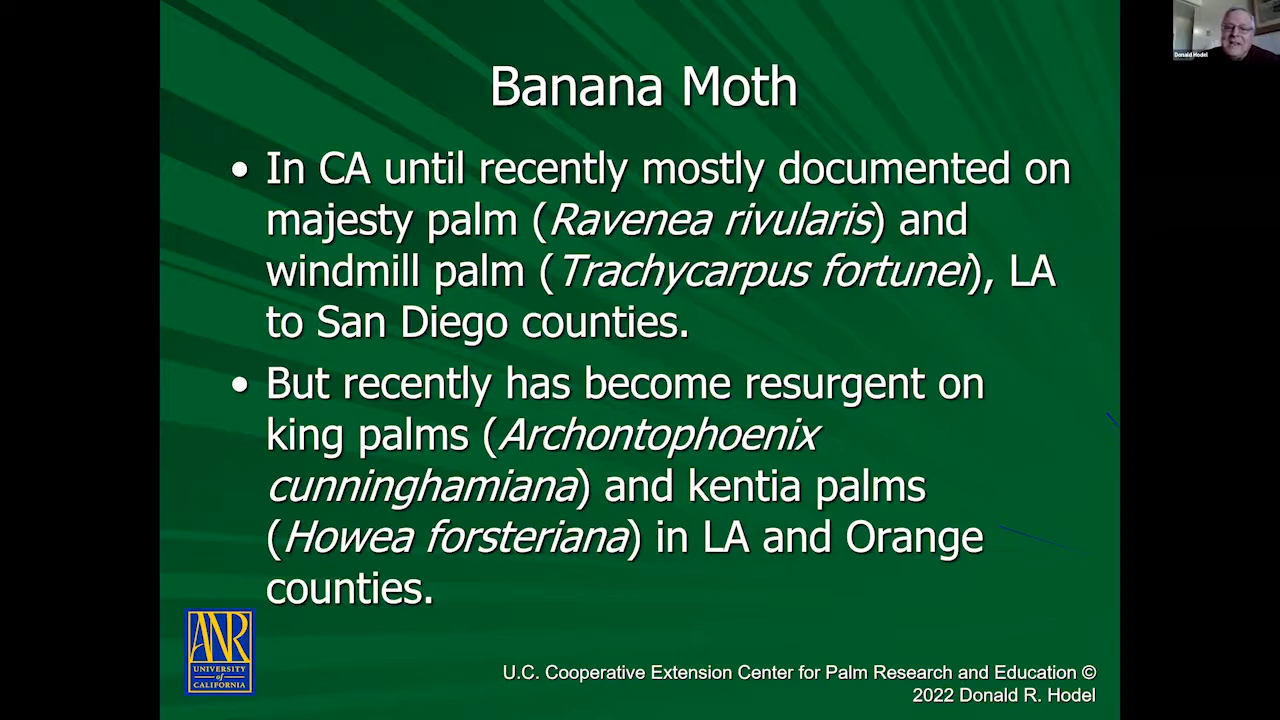 Donald Hodel
Banana Moth
• In CA until recently mostly documented on
majesty palm (Ravenea rivularis) and
windmill palm (Trachycarpus fortunei), LA
to San Diego counties.
• But recently has become resurgent on
king palms (Archontophoenix
cunninghamiana) and kentia palms
(Howea forsteriana) in LA and Orange
counties.
ANR
UNIVERSITY
of
CALIFORNIA
U.C. Cooperative Extension Center for Palm Research and Education ©
2022 Donald R. Hodel